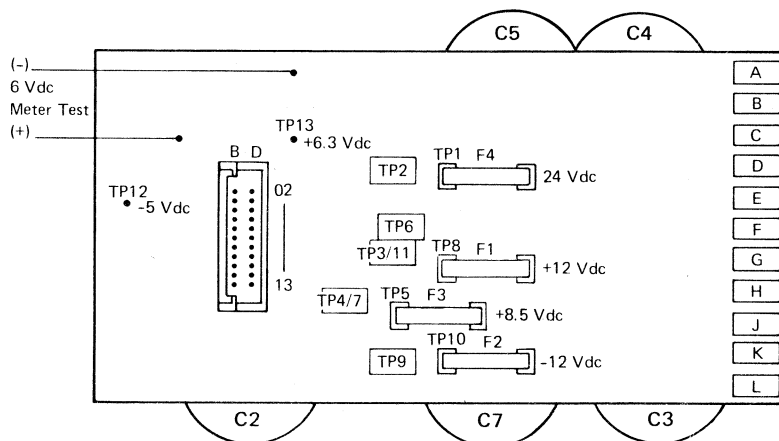 C5 C4
(-)
6 Vdc
Meter Test
(+)
A
B
C
D
E
F
G
H
J
K
L
TP13
+6.3 Vdc
B D
TP12
-5 Vdc
02
13
TP2
TP1 F4
24 Vdc
TP6
TP3/11
TP8 F1
+12 Vdc
TP4/7
TP5 F3
+8.5 Vdc
TP9
TP10 F2
-12 Vdc
C2 C7 C3